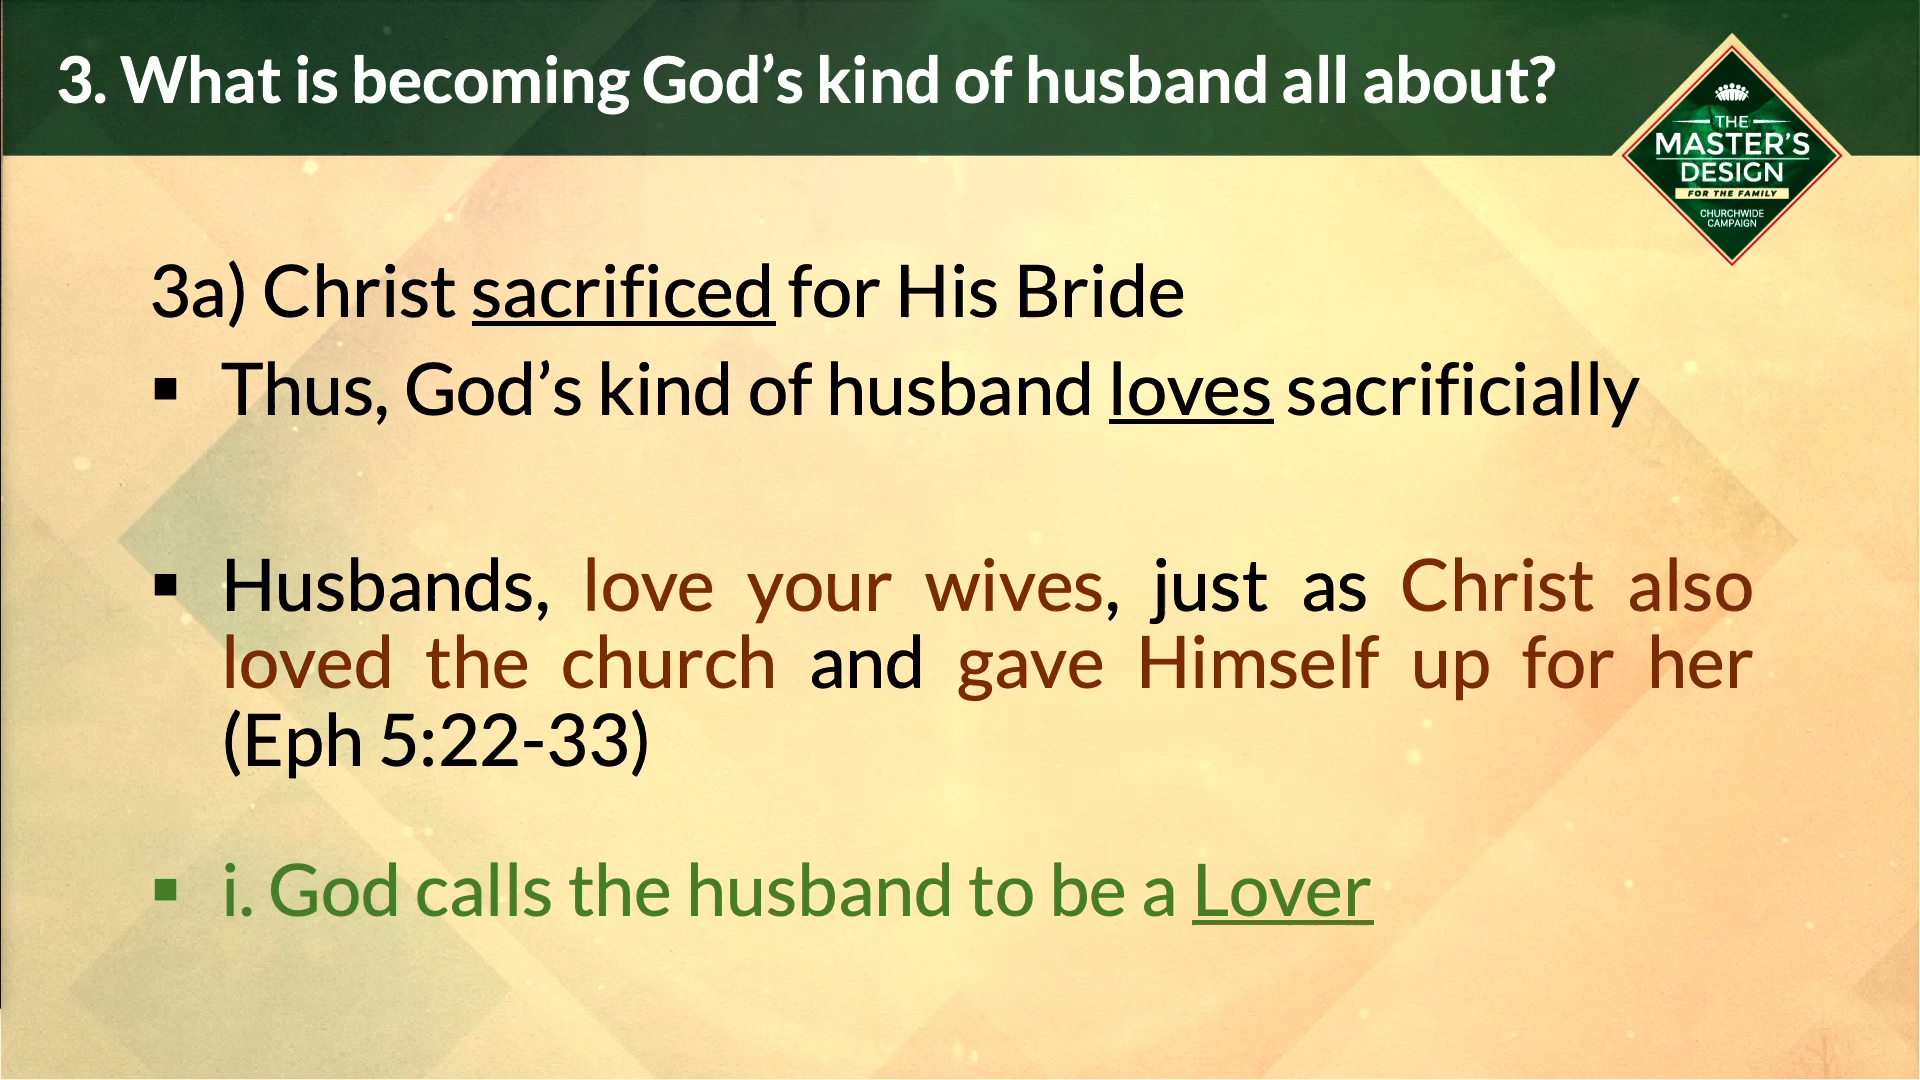 3. What is becoming God’s kind of husband all about?
THE
MASTER’S
DESIGN
FOR THE FAMILY
CHURCHWIDE
CAMPAIGN
3a) Christ sacrificed for His Bride
▪ Thus, God’s kind of husband loves sacrificially
▪ Husbands, love your wives, just as Christ also
loved the church and gave Himself up for her
(Eph 5:22-33)
▪ i. God calls the husband to be a Lover